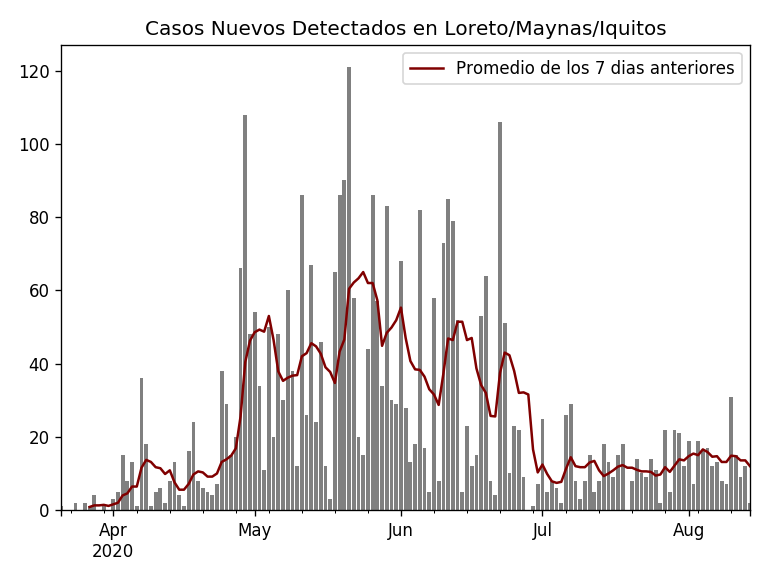 Casos Nuevos Detectados en Loreto/Maynas/Iquitos
Promedio de los 7 dias anteriores
120
100
80
60
40
20
0
Apr May Jun Jul Aug
2020